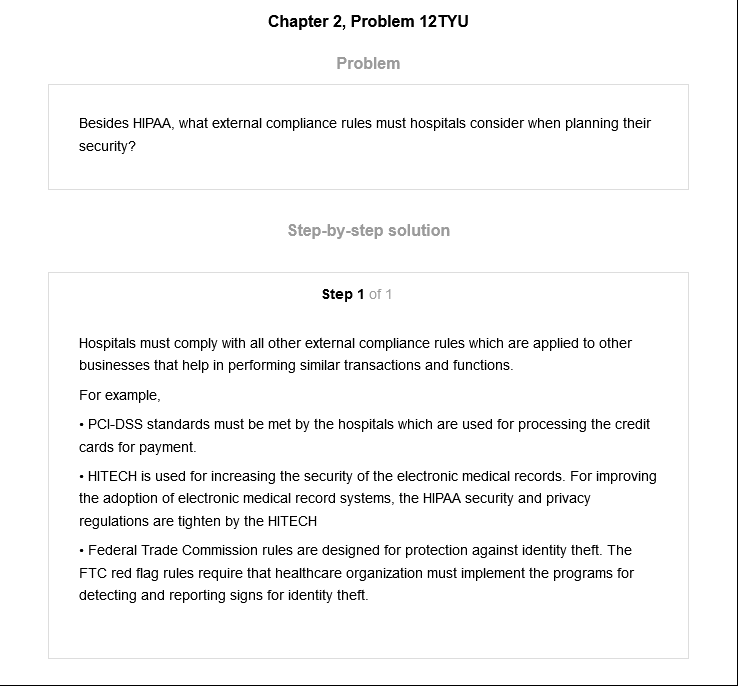 Chapter 2, Problem 12TYU
Problem
Besides HIPAA, what external compliance rules must hospitals consider when planning their
security?
Step-by-step solution
Step 1 of 1
Hospitals must comply with all other external compliance rules which are applied to other
businesses that help in performing similar transactions and functions.
For example,
• PCI-DSS standards must be met by the hospitals which are used for processing the credit
cards for payment.
• HITECH is used for increasing the security of the electronic medical records. For improving
the adoption of electronic medical record systems, the HIPAA security and privacy
regulations are tighten by the HITECH
• Federal Trade Commission rules are designed for protection against identity theft. The
FTC red flag rules require that healthcare organization must implement the programs for
detecting and reporting signs for identity theft.